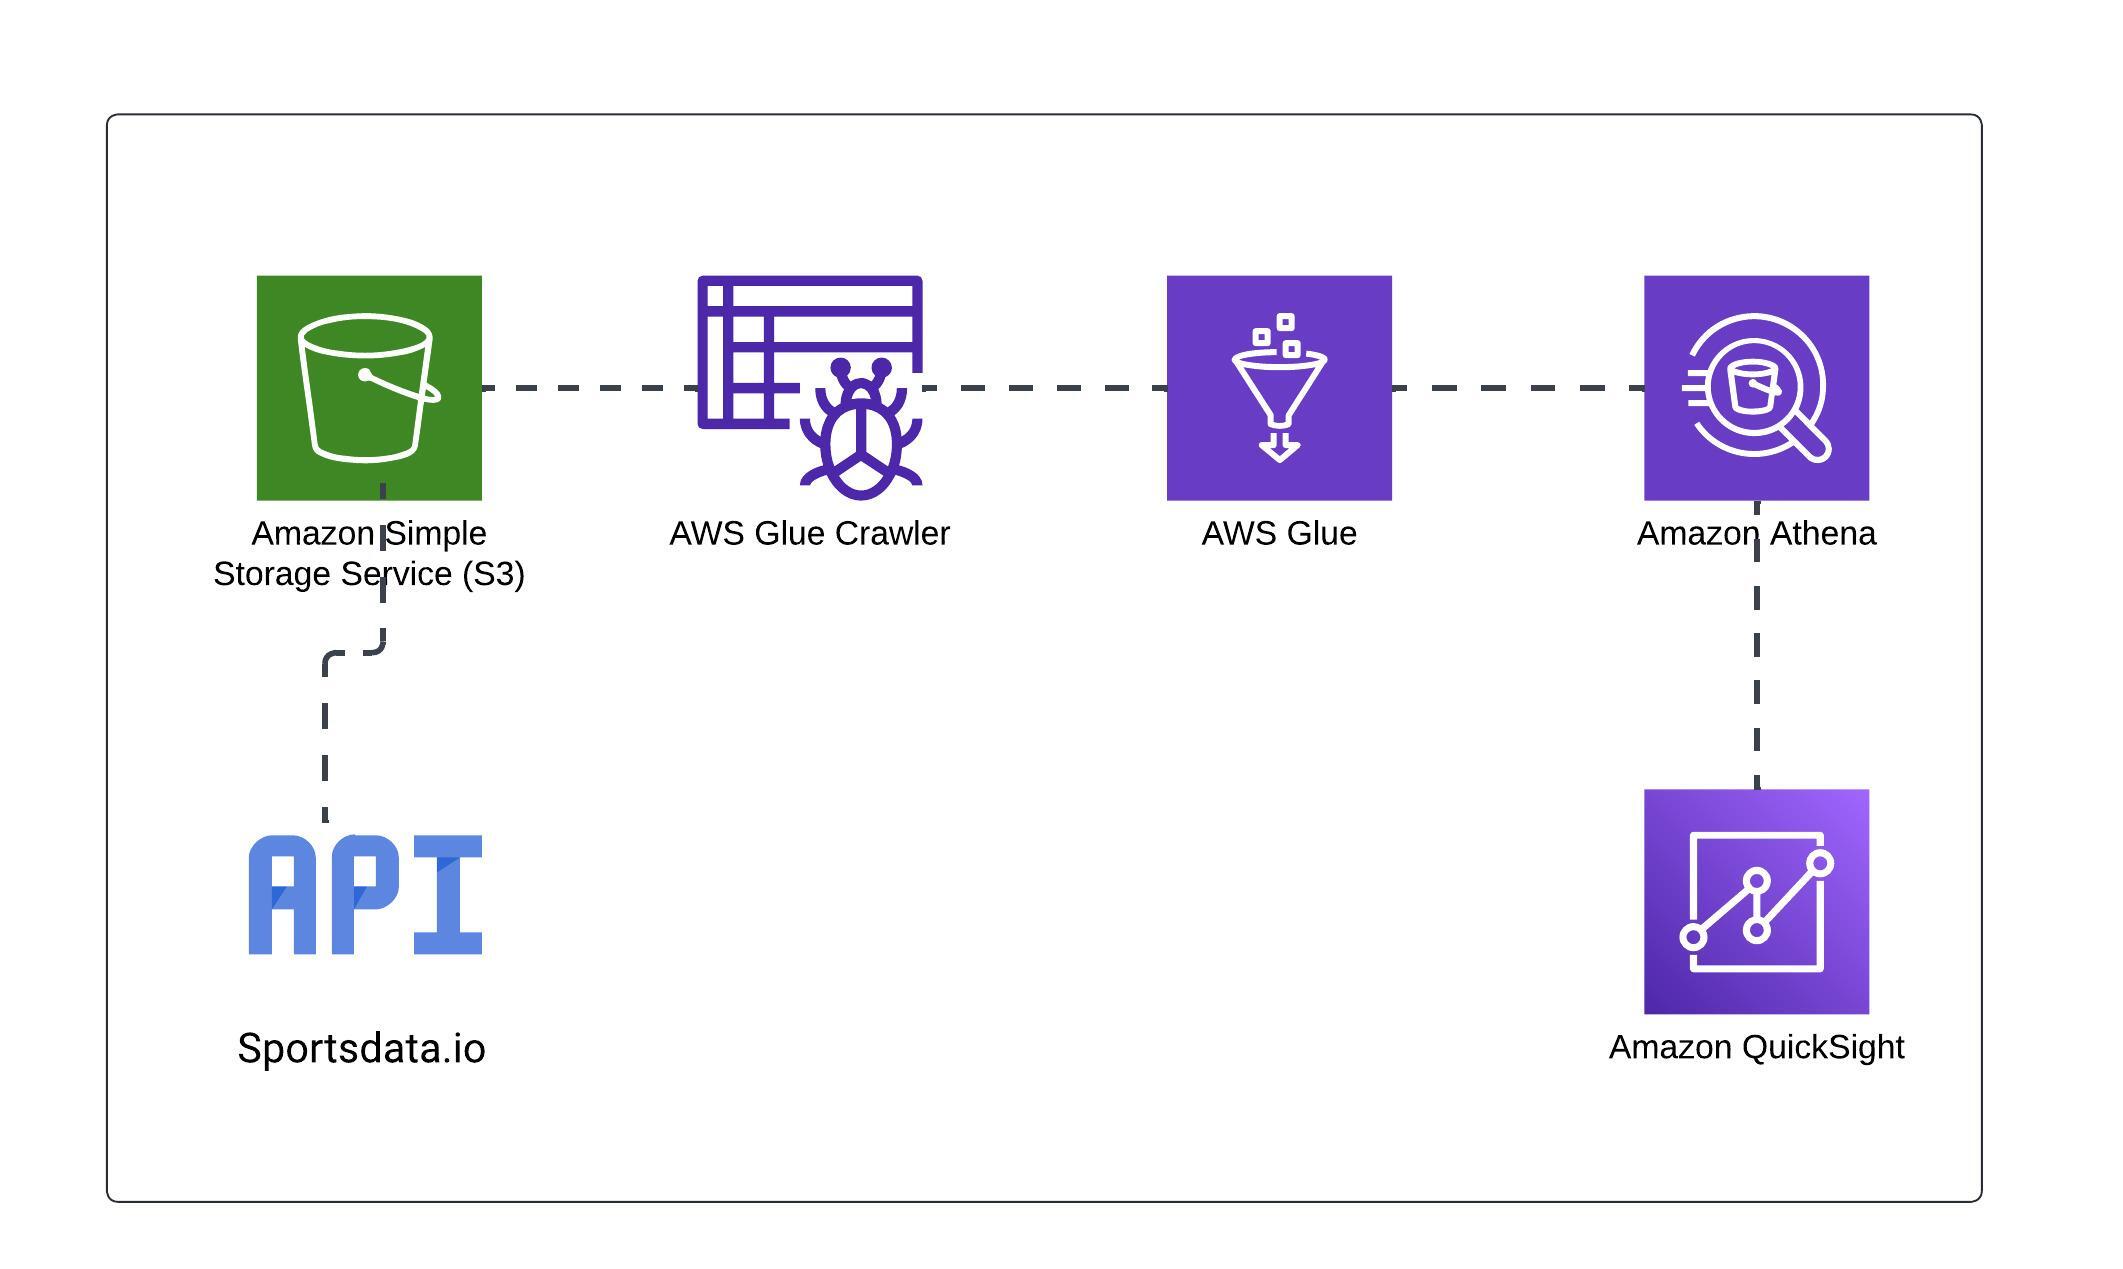 Amazon Simple
Storage Service (S3)
AWS Glue Crawler
AWS Glue
Amazon Athena
API
Sportsdata.io
Amazon QuickSight